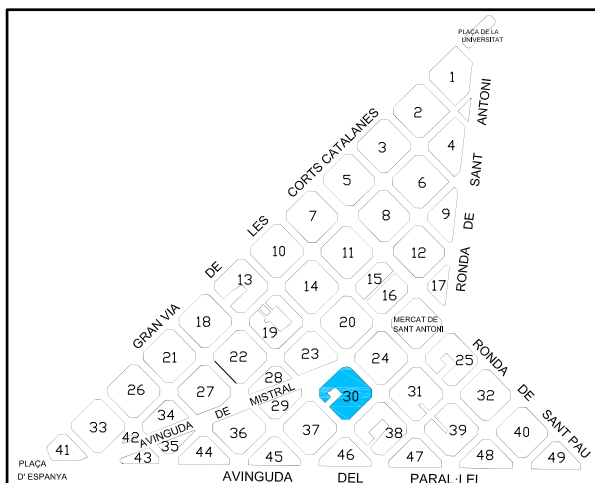 PLAÇA DE LA
UNIVERSITAT
1
2
ANTONI
3
4
CORTS CATALANES
5
6
SANT
7
8
9
DE
LES
10
11
12
RONDA
DE
13
14
15
16
17
GRAN VIA
18
19
20
MERCAT DE
SANT ANTONI
21
22
23
24
25
RONDA
26
27
28
MISTRAL
29
30
31
32
DE
33
34
DE
AVINGUDA
35
36
37
38
39
40
SANT PAU
41
42
43
44
45
46
47
48
49
PLAÇA
D' ESPANYA
AVINGUDA DEL PARAL·LEL